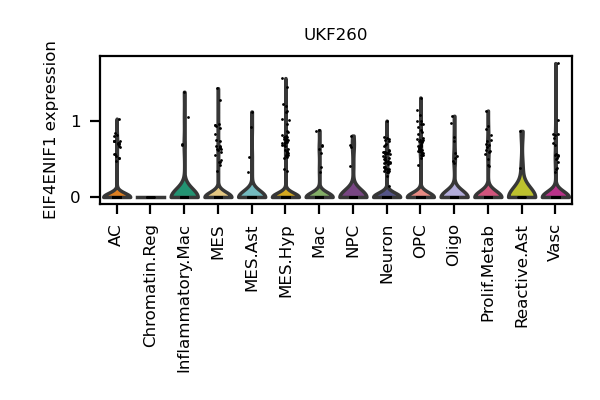 UKF260
EIF4ENIF1 expression
1
0
AC
Chromatin.Reg
Inflammatory.Mac
MES
MES.Ast
MES.Hyp
Mac
NPC
Neuron
OPC
Oligo
Prolif.Metab
Reactive.Ast
Vasc